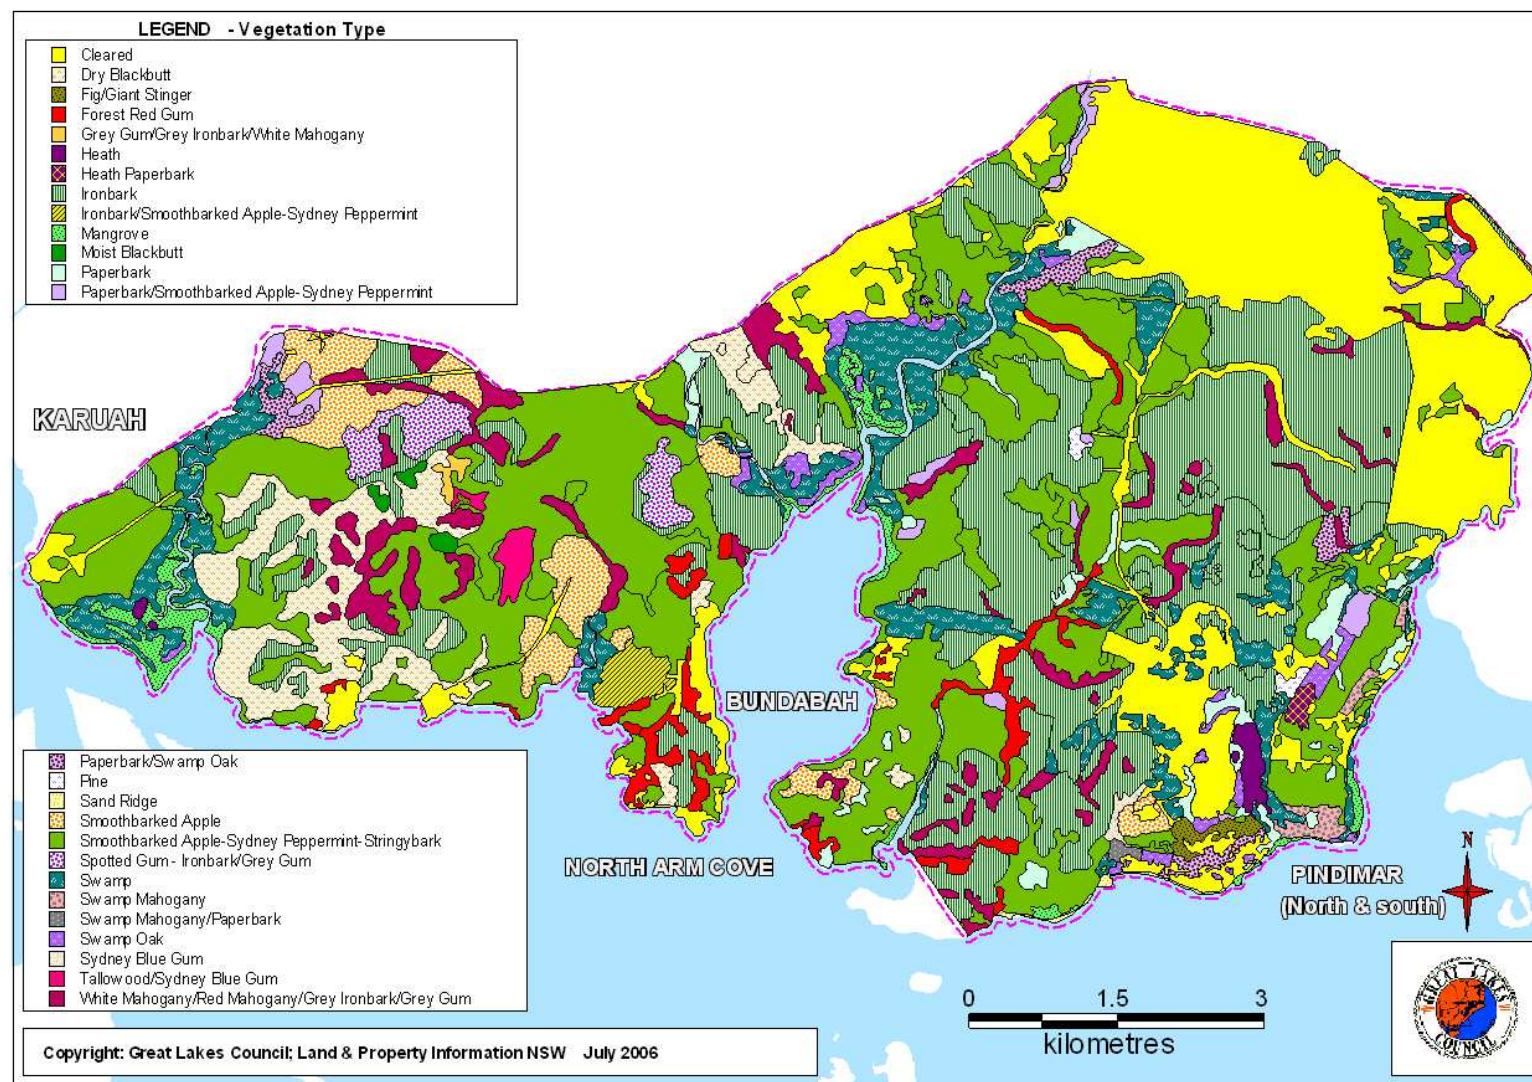 LEGEND - Vegetation Type
Cleared
Dry Blackbutt
Fig/Giant Stinger
Forest Red Gum
Grey Gum/Grey Ironbark/White Mahogany
Heath
Heath Paperbark
Ironbark
Ironbark/Smoothbarked Apple-Sydney Peppermint
Mangrove
Moist Blackbutt
Paperbark
Paperbark/Smoothbarked Apple-Sydney Peppermint
KARUAH
BUNDABAH
NORTH ARM COVE
PINDIMAR
(North & south)
N
Paperbark/Swamp Oak
Pine
Sand Ridge
Smoothbarked Apple
Smoothbarked Apple-Sydney Peppermint-Stringybark
Spotted Gum - Ironbark/Grey Gum
Swamp
Swamp Mahogany
Swamp Mahogany/Paperbark
Swamp Oak
Sydney Blue Gum
Tallowood/Sydney Blue Gum
White Mahogany/Red Mahogany/Grey Ironbark/Grey Gum
0 1.5 3
kilometres
GREAT LAKES
COUNCIL
Copyright: Great Lakes Council; Land & Property Information NSW July 2006